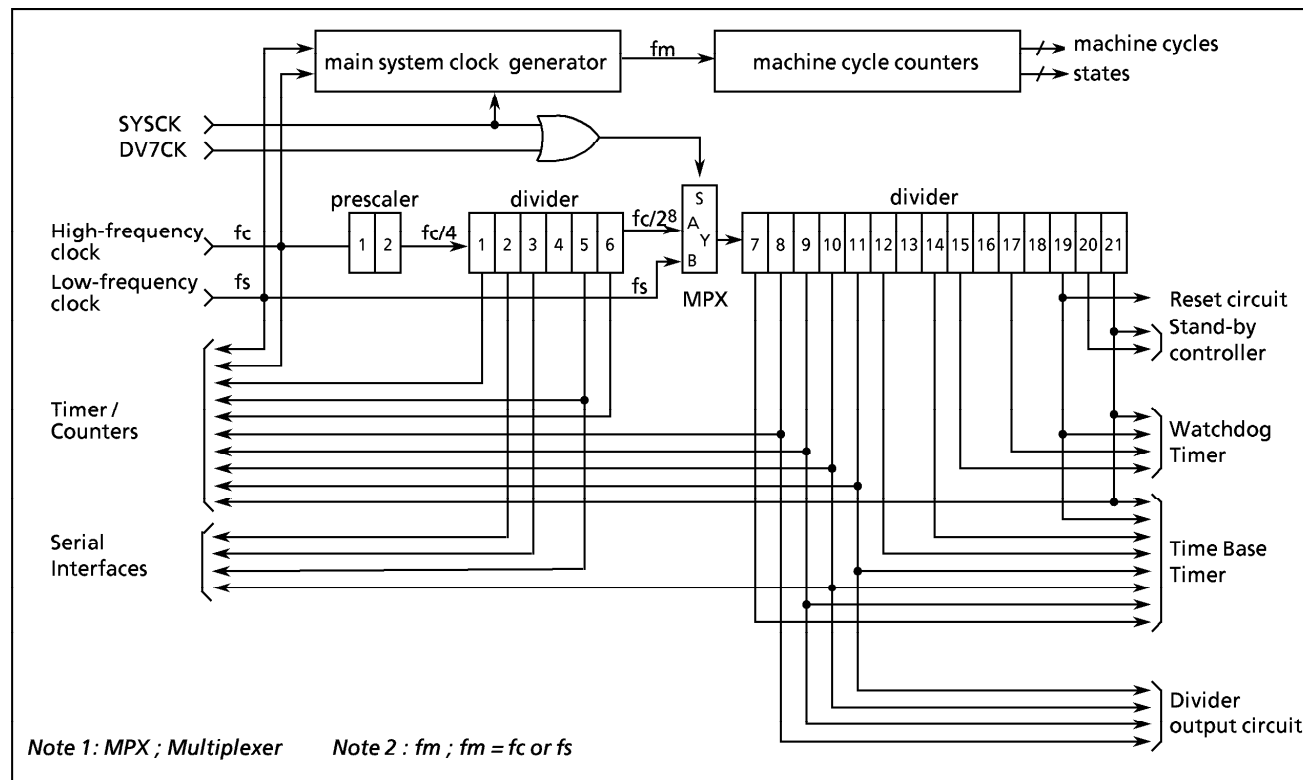 main system clock generator
fm
machine cycle counters
machine cycles
states
SYSCK
DV7CK
prescaler
divider
divider
High-frequency
clock
fc
1 2
fc/4
1 2 3 4 5 6
fc/2⁸
S
A
Y
B
MPX
7 8 9 10 11 12 13 14 15 16 17 18 19 20 21
Low-frequency
clock
fs
fs
Reset circuit
Stand-by
controller
Timer /
Counters
Watchdog
Timer
Serial
Interfaces
Time Base
Timer
Divider
output circuit
Note 1: MPX ; Multiplexer
Note 2 : fm ; fm = fc or fs